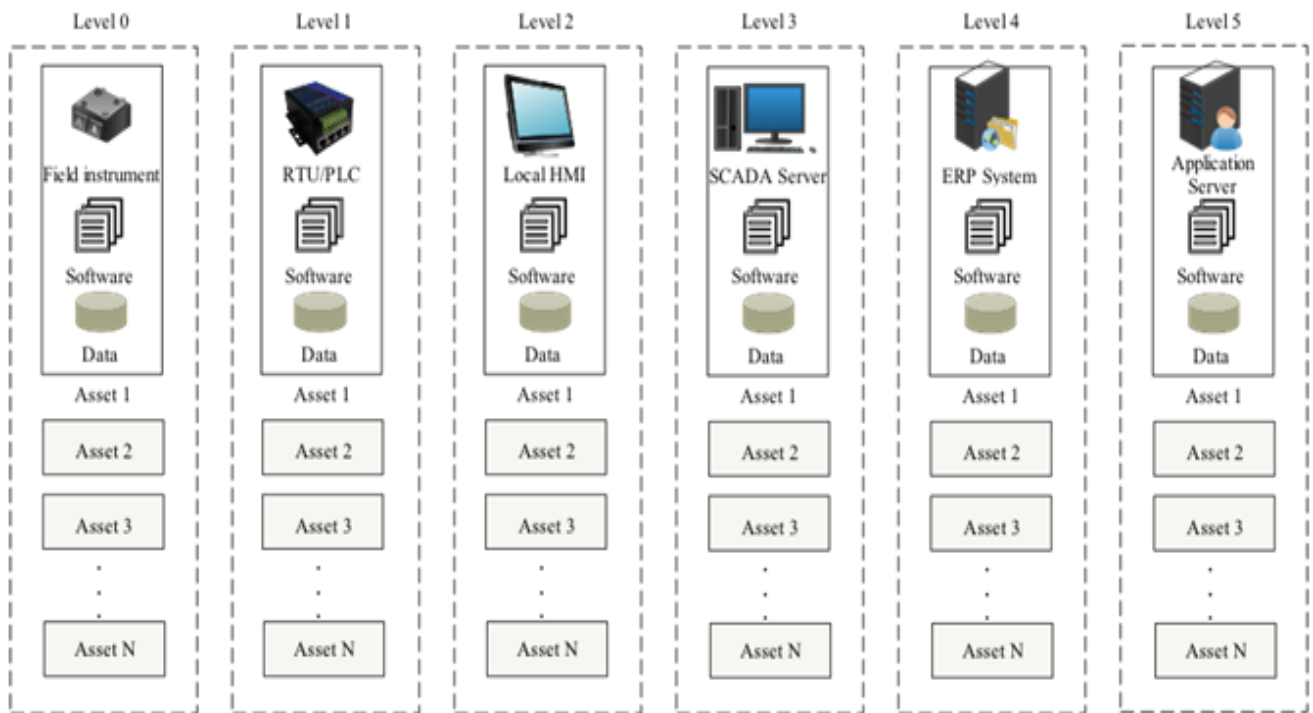 Level 0
Level 1
Level 2
Level 3
Level 4
Level 5
Field instrument
RTU/PLC
Local HMI
SCADA Server
ERP System
Application
Server
Software
Software
Software
Software
Software
Software
Data
Data
Data
Data
Data
Data
Asset 1
Asset 1
Asset 1
Asset 1
Asset 1
Asset 1
Asset 2
Asset 2
Asset 2
Asset 2
Asset 2
Asset 2
Asset 3
Asset 3
Asset 3
Asset 3
Asset 3
Asset 3
Asset N
Asset N
Asset N
Asset N
Asset N
Asset N